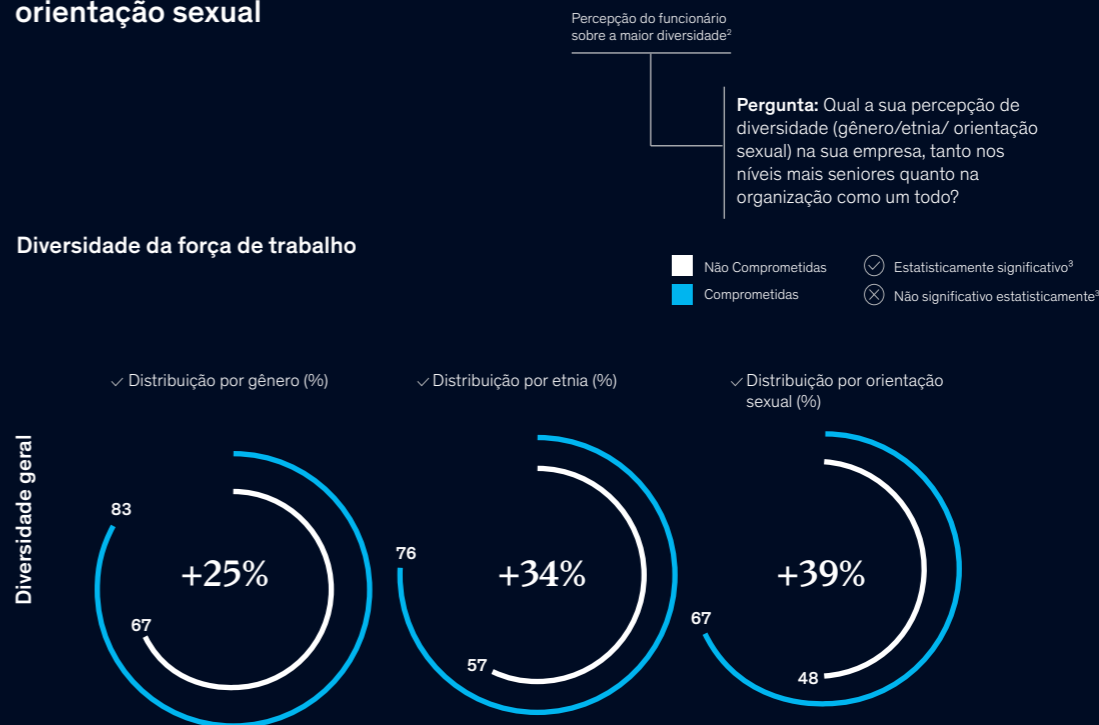 orientação sexual
Percepção do funcionário
sobre a maior diversidade²
Pergunta: Qual a sua percepção de
diversidade (gênero/etnia/ orientação
sexual) na sua empresa, tanto nos
níveis mais seniores quanto na
organização como um todo?
Diversidade da força de trabalho
Não Comprometidas
Comprometidas
Estatisticamente significativo³
Não significativo estatisticamente³
Distribuição por gênero (%)
Distribuição por etnia (%)
Distribuição por orientação
sexual (%)
Diversidade geral
83
+25%
67
76
+34%
57
67
+39%
48